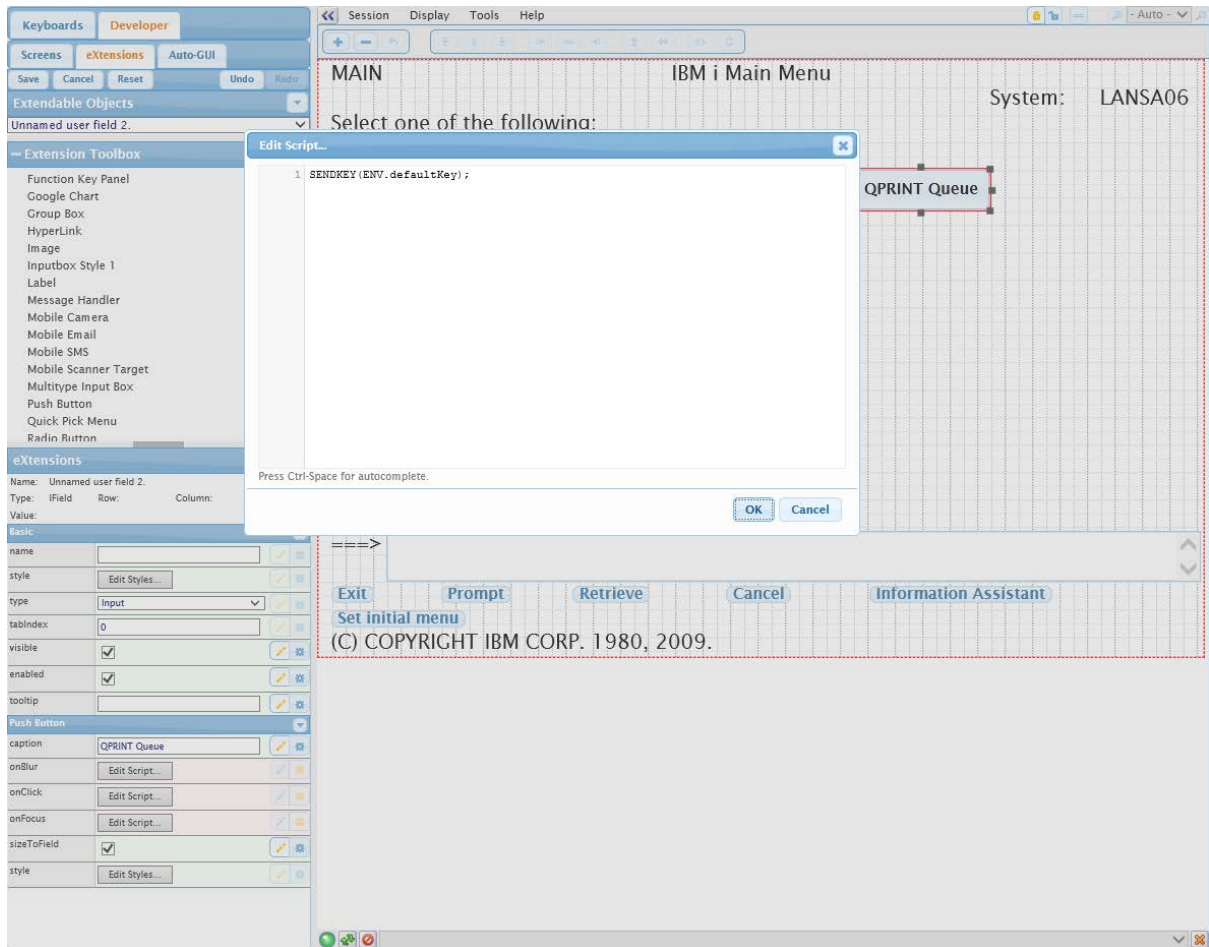 Keyboards Developer
Screens eXtensions Auto-GUI
Save Cancel Reset Undo Redo
Extendable Objects
Unnamed user field 2.
Extension Toolbox
Function Key Panel
Google Chart
Group Box
HyperLink
Image
Inputbox Style 1
Label
Message Handler
Mobile Camera
Mobile Email
Mobile SMS
Mobile Scanner Target
Multitype Input Box
Push Button
Quick Pick Menu
Radio Button
eXtensions
Name: Unnamed user field 2.
Type: IField Row: Column:
Value:
Basic
name
style Edit Styles...
type Input
tabIndex 0
visible
enabled
tooltip
Push Button
caption QPRINT Queue
onBlur Edit Script...
onClick Edit Script...
onFocus Edit Script...
sizeToField
style Edit Styles...
Session Display Tools Help
- Auto -
MAIN IBM i Main Menu
System: LANSA06
Select one of the following:
Edit Script...
1 SENDKEY(ENV.defaultKey);
Press Ctrl-Space for autocomplete.
OK Cancel
QPRINT Queue
===>
Exit Prompt Retrieve Cancel Information Assistant
Set initial menu
(C) COPYRIGHT IBM CORP. 1980, 2009.